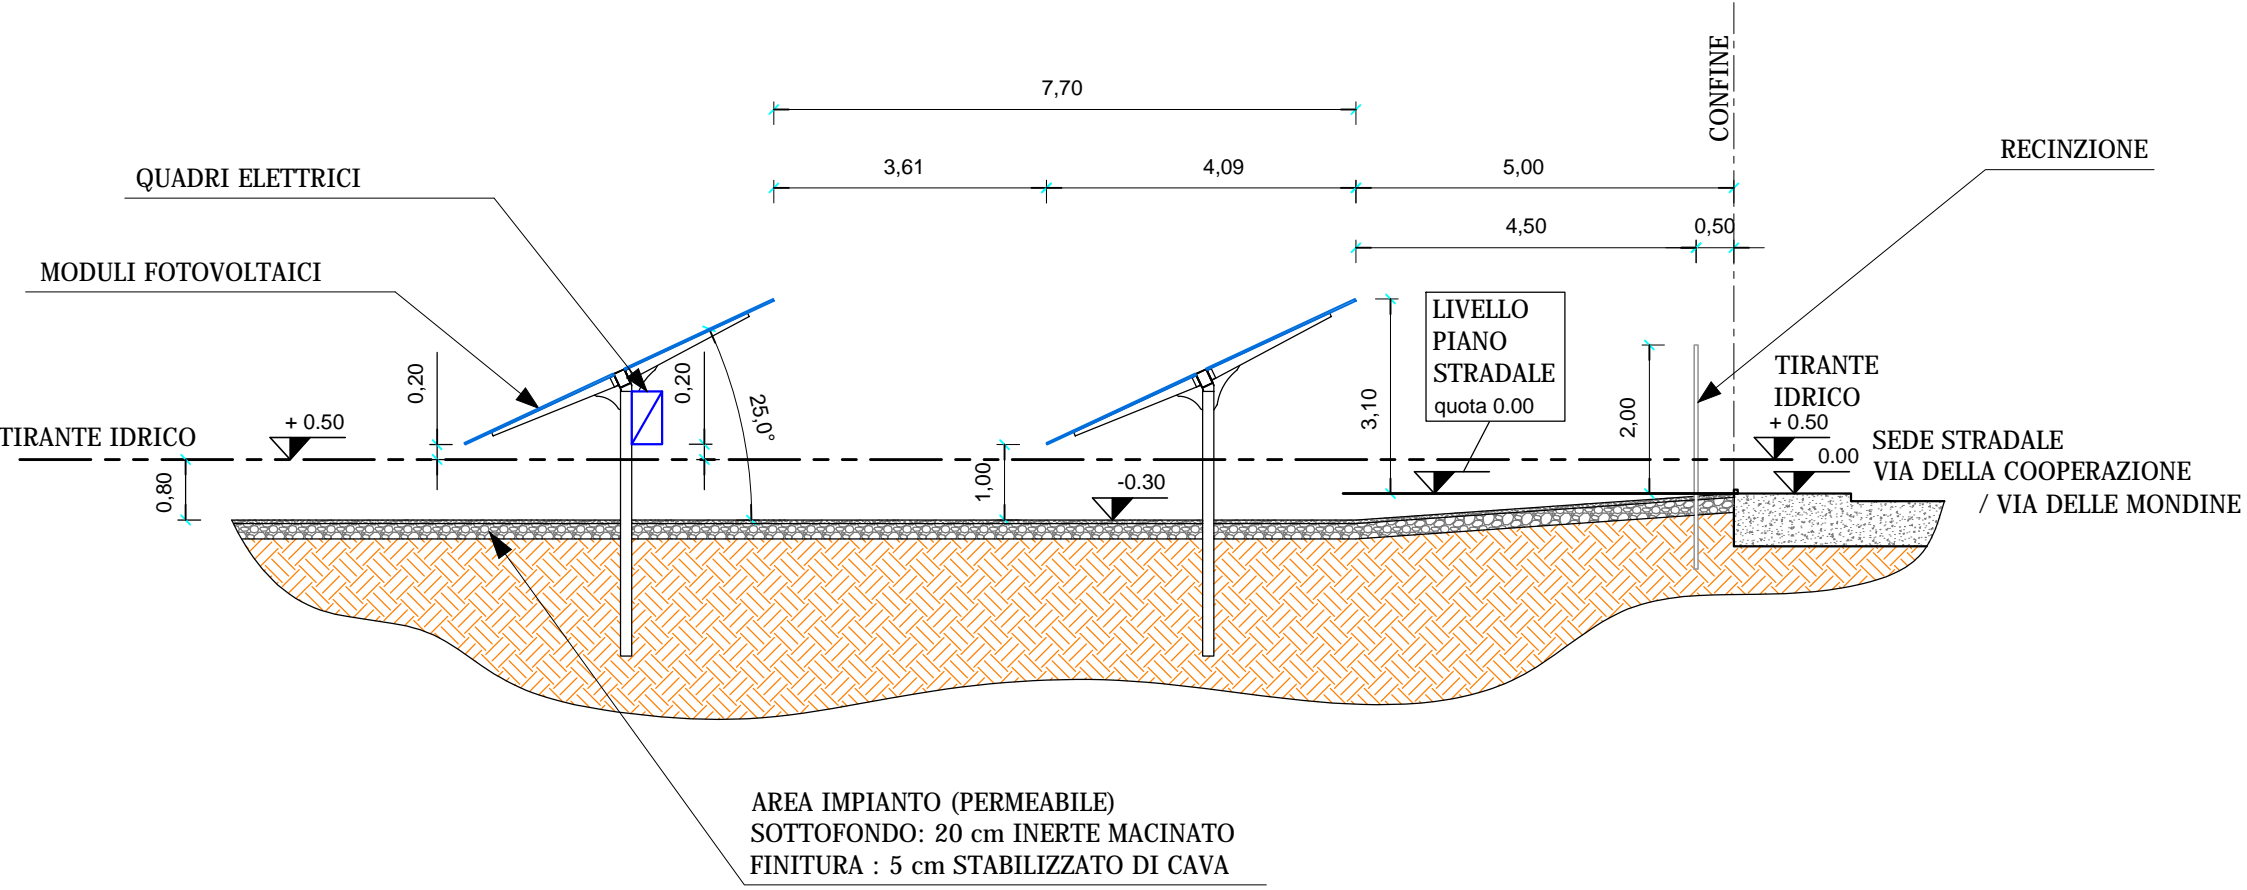 CONFINE
7,70
3,61
4,09
5,00
4,50
0,50
RECINZIONE
QUADRI ELETTRICI
MODULI FOTOVOLTAICI
LIVELLO
PIANO
STRADALE
quota 0.00
0,20
0,20
25,0°
3,10
2,00
TIRANTE
IDRICO
+ 0.50
TIRANTE IDRICO
+ 0.50
0.00
SEDE STRADALE
VIA DELLA COOPERAZIONE
/ VIA DELLE MONDINE
0,80
1,00
-0.30
AREA IMPIANTO (PERMEABILE)
SOTTOFONDO: 20 cm INERTE MACINATO
FINITURA : 5 cm STABILIZZATO DI CAVA